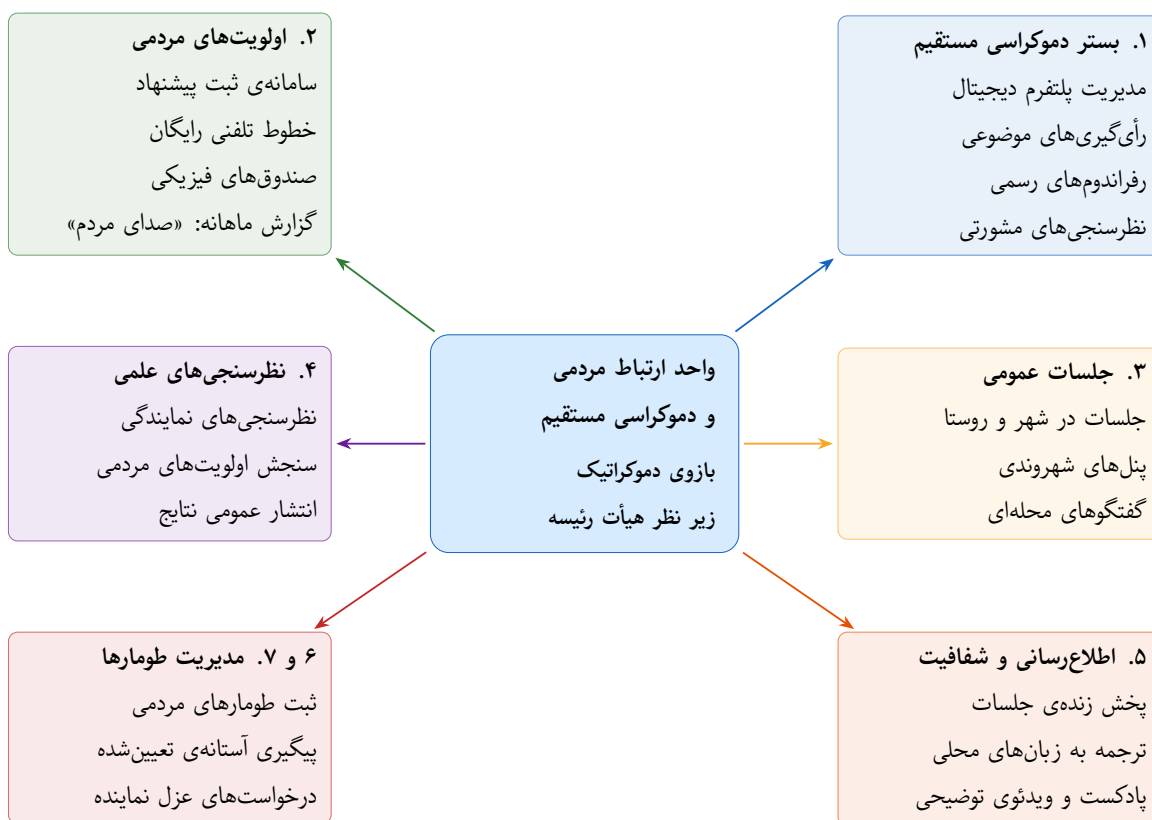 ۱. بستر دموکراسی مستقیم
مدیریت پلتفرم دیجیتال
رأی‌گیری‌های موضوعی
رفراندوم‌های رسمی
نظرسنجی‌های مشورتی
۲. اولویت‌های مردمی
سامانه‌ی ثبت پیشنهاد
خطوط تلفنی رایگان
صندوق‌های فیزیکی
گزارش ماهانه: «صدای مردم»
واحد ارتباط مردمی
و دموکراسی مستقیم
بازوی دموکراتیک
زیر نظر هیأت رئیسه
۳. جلسات عمومی
جلسات در شهر و روستا
پنل‌های شهروندی
گفتگوهای محله‌ای
۴. نظرسنجی‌های علمی
نظرسنجی‌های نمایندگی
سنجش اولویت‌های مردمی
انتشار عمومی نتایج
۵. اطلاع‌رسانی و شفافیت
پخش زنده‌ی جلسات
ترجمه به زبان‌های محلی
پادکست و ویدئوی توضیحی
۶ و ۷. مدیریت طومارها
ثبت طومارهای مردمی
پیگیری آستانه‌ی تعیین‌شده
درخواست‌های عزل نماینده